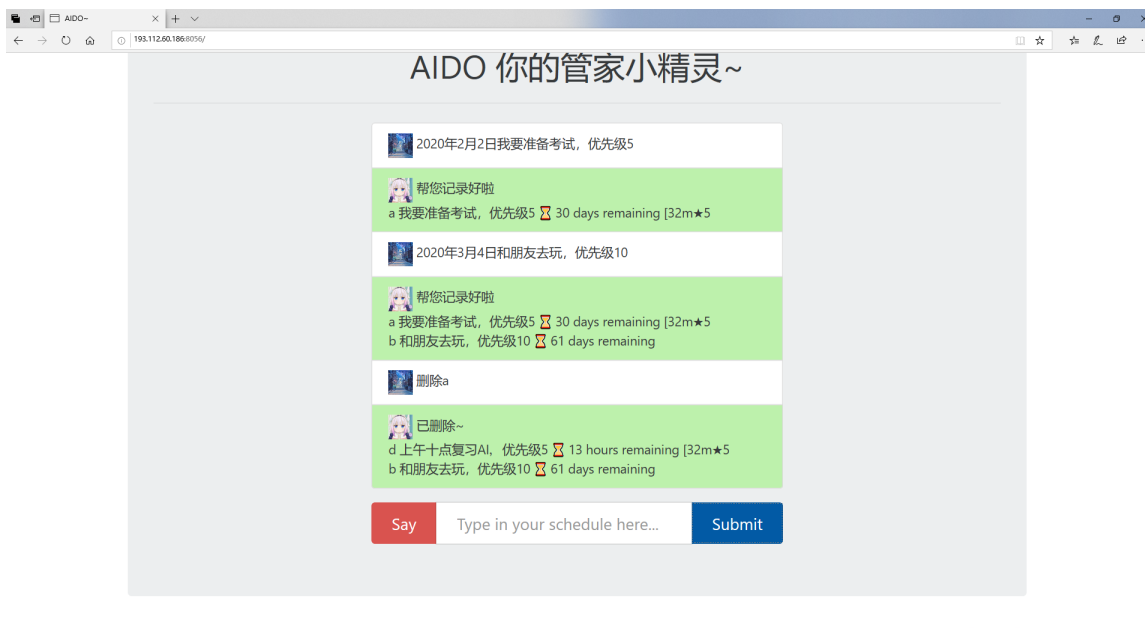 AIDO~
193.112.60.186:8056/
AIDO 你的管家小精灵~
2020年2月2日我要准备考试，优先级5
帮您记录好啦
a 我要准备考试，优先级5 ⏳ 30 days remaining [32m★5
2020年3月4日和朋友去玩，优先级10
帮您记录好啦
a 我要准备考试，优先级5 ⏳ 30 days remaining [32m★5
b 和朋友去玩，优先级10 ⏳ 61 days remaining
删除a
已删除~
d 上午十点复习AI，优先级5 ⏳ 13 hours remaining [32m★5
b 和朋友去玩，优先级10 ⏳ 61 days remaining
Say Type in your schedule here... Submit